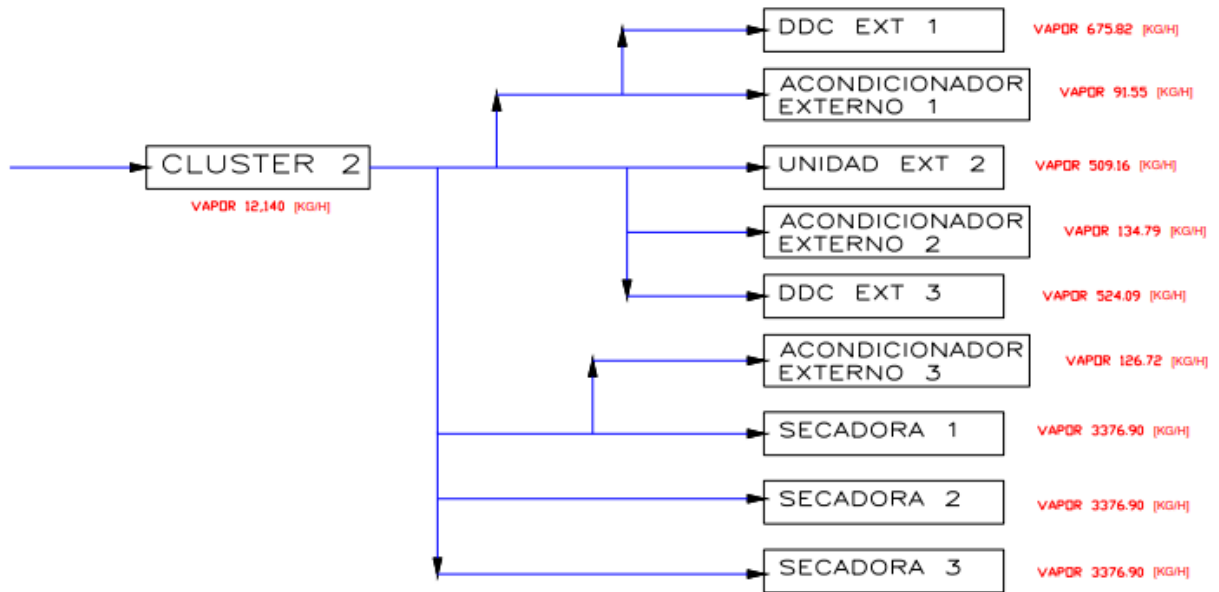 DDC EXT 1
VAPOR 675.82 [KG/H]
ACONDICIONADOR
EXTERNO 1
VAPOR 91.55 [KG/H]
CLUSTER 2
VAPOR 12,140 [KG/H]
UNIDAD EXT 2
VAPOR 509.16 [KG/H]
ACONDICIONADOR
EXTERNO 2
VAPOR 134.79 [KG/H]
DDC EXT 3
VAPOR 524.09 [KG/H]
ACONDICIONADOR
EXTERNO 3
VAPOR 126.72 [KG/H]
SECADORA 1
VAPOR 3376.90 [KG/H]
SECADORA 2
VAPOR 3376.90 [KG/H]
SECADORA 3
VAPOR 3376.90 [KG/H]